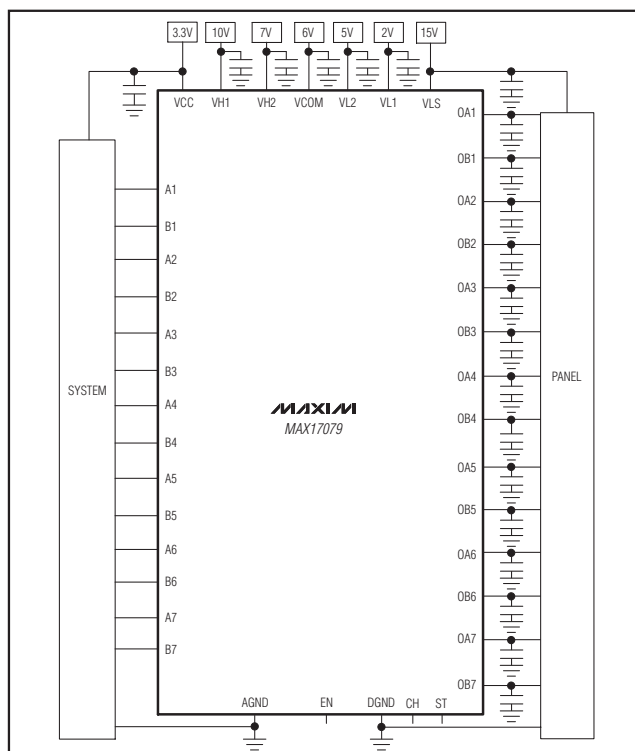 3.3V 10V 7V 6V 5V 2V 15V
VCC VH1 VH2 VCOM VL2 VL1 VLS
OA1
OB1
A1
OA2
B1
OB2
A2
OA3
B2
OB3
A3
B3
OA4
SYSTEM
PANEL
A4
MAXIM
MAX17079
OB4
B4
OA5
A5
OB5
B5
A6
OA6
B6
OB6
A7
OA7
B7
OB7
AGND EN DGND CH ST